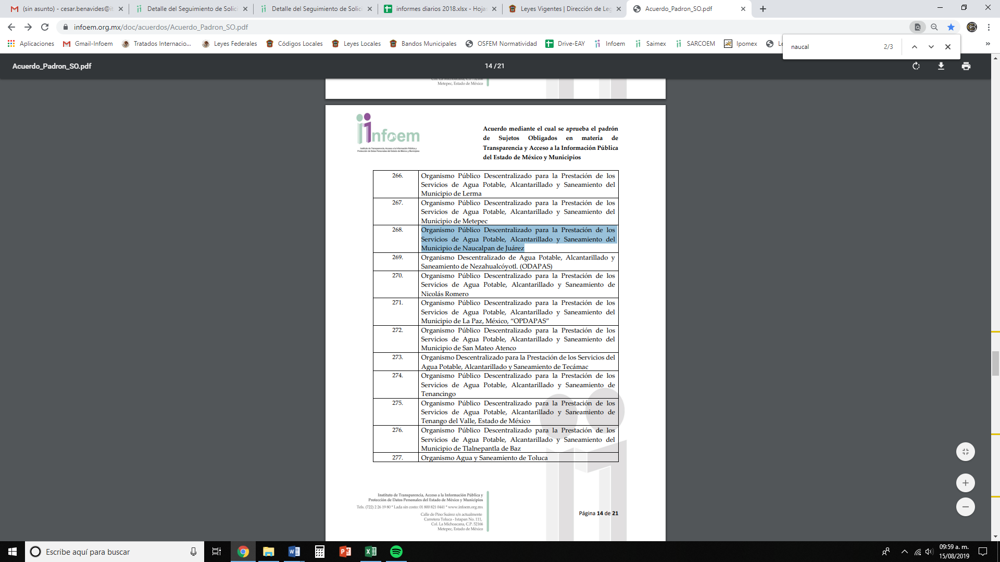 (sin asunto) - cesar.benavides@it
Detalle del Seguimiento de Solici
Detalle del Seguimiento de Solici
informes diarios 2018.xlsx - Hoja
Leyes Vigentes | Dirección de Leg
Acuerdo_Padron_SO.pdf
infoem.org.mx/doc/acuerdos/Acuerdo_Padron_SO.pdf
Aplicaciones
Gmail-Infoem
Tratados Internacio...
Leyes Federales
Códigos Locales
Leyes Locales
Bandos Municipales
OSFEM Normatividad
Drive-EAY
Infoem
Saimex
SARCOEM
Ipomex
naucal
2/3
Acuerdo_Padron_SO.pdf
14 / 21
Col. La Michoacana, C.P. 52166
Metepec, Estado de México
infoem
Instituto de Transparencia, Acceso a la Información Pública y
Protección de Datos Personales del Estado de México y Municipios
Acuerdo mediante el cual se aprueba el padrón
de Sujetos Obligados en materia de
Transparencia y Acceso a la Información Pública
del Estado de México y Municipios
266. Organismo Público Descentralizado para la Prestación de los
Servicios de Agua Potable, Alcantarillado y Saneamiento del
Municipio de Lerma
267. Organismo Público Descentralizado para la Prestación de los
Servicios de Agua Potable, Alcantarillado y Saneamiento del
Municipio de Metepec
268. Organismo Público Descentralizado para la Prestación de los
Servicios de Agua Potable, Alcantarillado y Saneamiento del
Municipio de Naucalpan de Juárez
269. Organismo Descentralizado de Agua Potable, Alcantarillado y
Saneamiento de Nezahualcóyotl. (ODAPAS)
270. Organismo Público Descentralizado para la Prestación de los
Servicios de Agua Potable, Alcantarillado y Saneamiento de
Nicolás Romero
271. Organismo Público Descentralizado para la Prestación de los
Servicios de Agua Potable, Alcantarillado y Saneamiento del
Municipio de La Paz, México, “OPDAPAS”
272. Organismo Público Descentralizado para la Prestación de los
Servicios de Agua Potable, Alcantarillado y Saneamiento del
Municipio de San Mateo Atenco
273. Organismo Descentralizado para la Prestación de los Servicios del
Agua Potable, Alcantarillado y Saneamiento de Tecámac
274. Organismo Público Descentralizado para la Prestación de los
Servicios de Agua Potable, Alcantarillado y Saneamiento de
Tenancingo
275. Organismo Público Descentralizado para la Prestación de los
Servicios de Agua Potable, Alcantarillado y Saneamiento de
Tenango del Valle, Estado de México
276. Organismo Público Descentralizado para la Prestación de los
Servicios de Agua Potable, Alcantarillado y Saneamiento del
Municipio de Tlalnepantla de Baz
277. Organismo Agua y Saneamiento de Toluca
Instituto de Transparencia, Acceso a la Información Pública y
Protección de Datos Personales del Estado de México y Municipios
Tels. (722) 2 26 19 80 * Lada sin costo: 01 800 821 0441 * www.infoem.org.mx
Calle de Pino Suárez s/n actualmente
Carretera Toluca - Ixtapan No. 111,
Col. La Michoacana, C.P. 52166
Metepec, Estado de México
Página 14 de 21
Escribe aquí para buscar
09:59 a. m.
15/08/2019